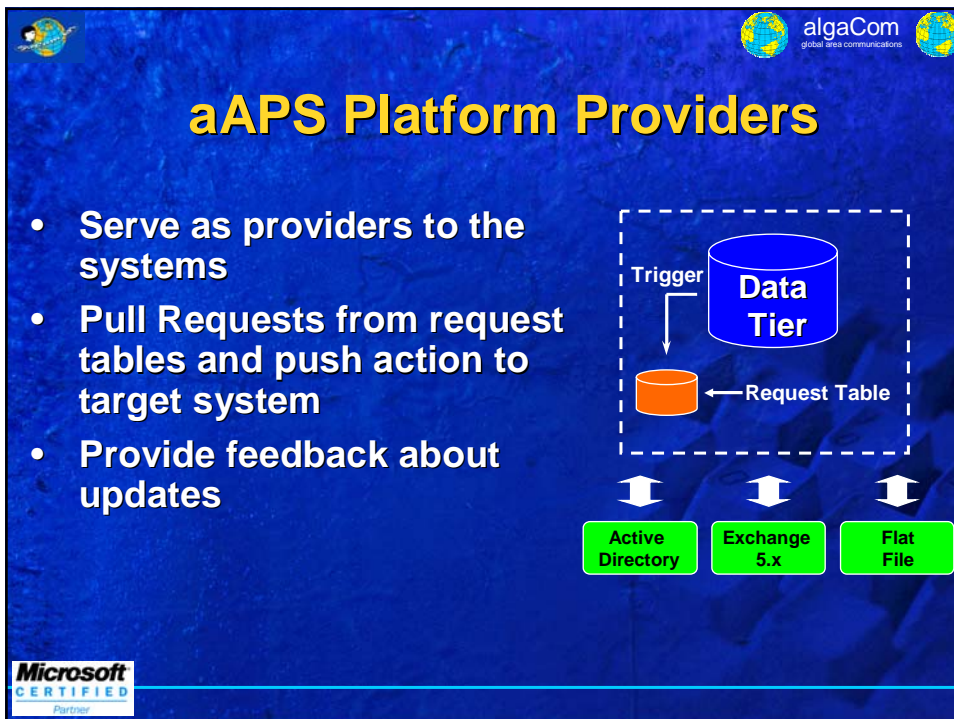 algaCom
global area communications
aAPS Platform Providers
• Serve as providers to the
systems
• Pull Requests from request
tables and push action to
target system
• Provide feedback about
updates
Trigger
Data
Tier
Request Table
Active
Directory
Exchange
5.x
Flat
File
Microsoft
CERTIFIED
Partner